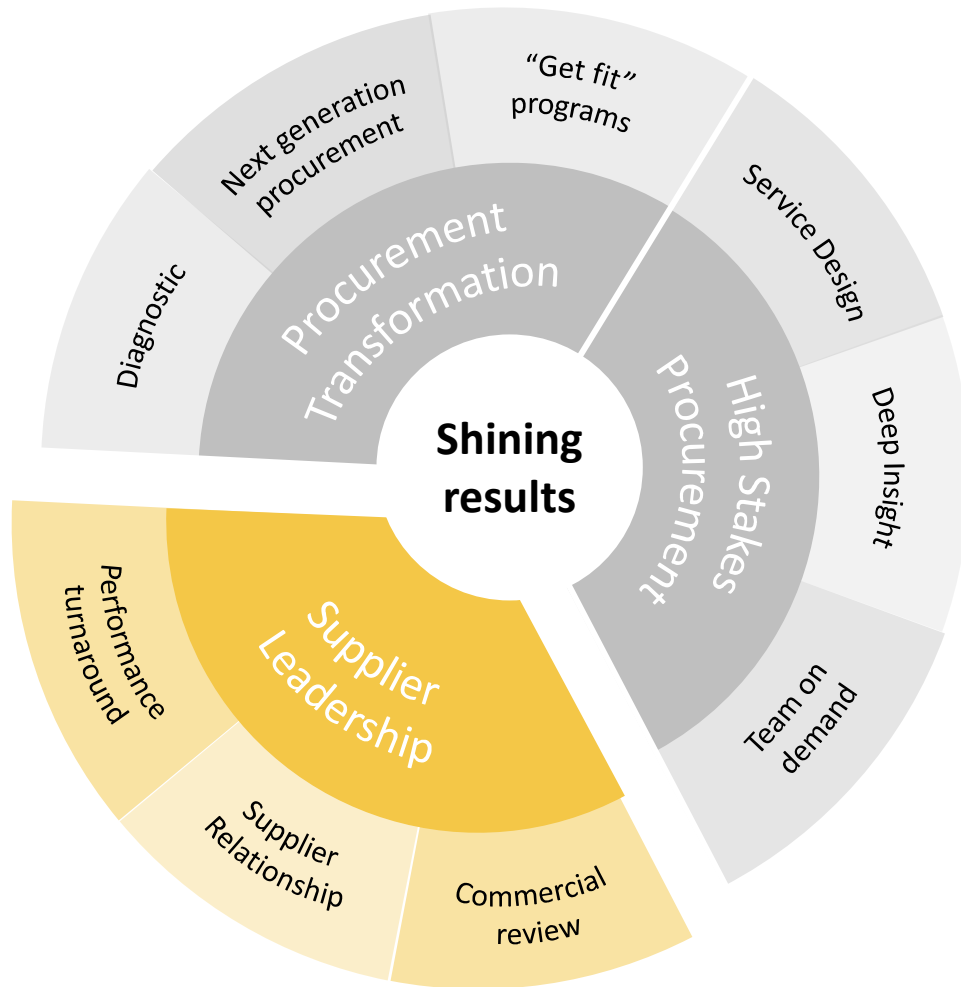 Shining
results
Procurement
Transformation
Diagnostic
Next generation
procurement
“Get fit”
programs
High Stakes
Procurement
Service Design
Deep Insight
Team on
demand
Supplier
Leadership
Commercial
review
Supplier
Relationship
Performance
turnaround